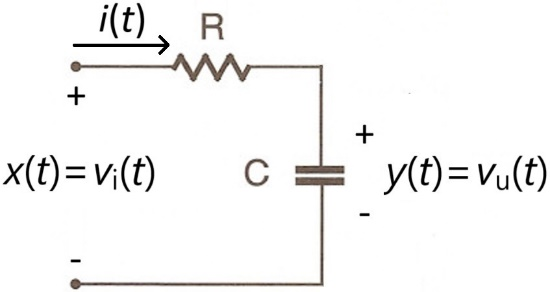 i(t)
R
+
x(t) = vi(t)
C
+
y(t) = vu(t)
-
-